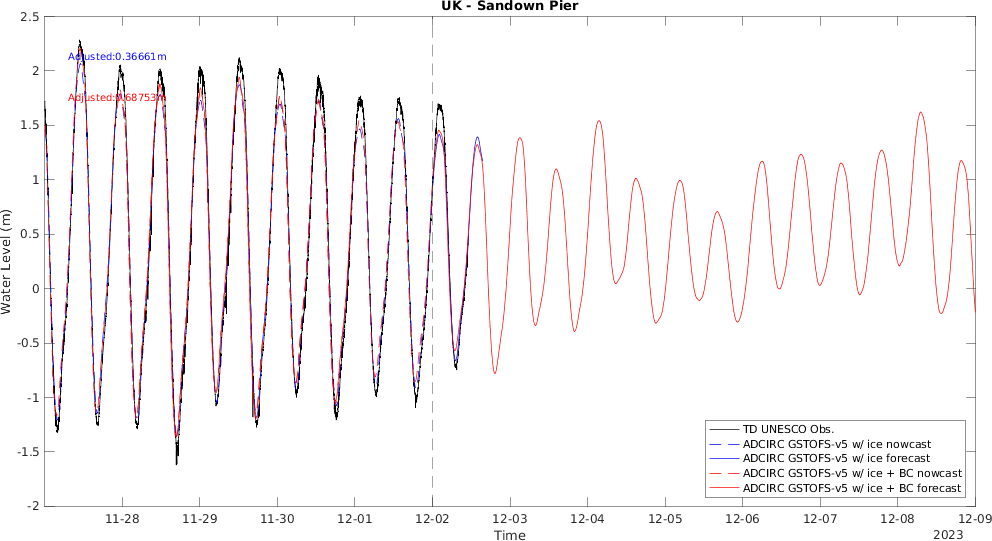 UK - Sandown Pier
Water Level (m)
2.5
2
1.5
1
0.5
0
-0.5
-1
-1.5
-2
Adjusted:0.36661m
Adjusted:0.68753m
TD UNESCO Obs.
ADCIRC GSTOFS-v5 w/ ice nowcast
ADCIRC GSTOFS-v5 w/ ice forecast
ADCIRC GSTOFS-v5 w/ ice + BC nowcast
ADCIRC GSTOFS-v5 w/ ice + BC forecast
11-28 11-29 11-30 12-01 12-02 12-03 12-04 12-05 12-06 12-07 12-08 12-09
Time
2023